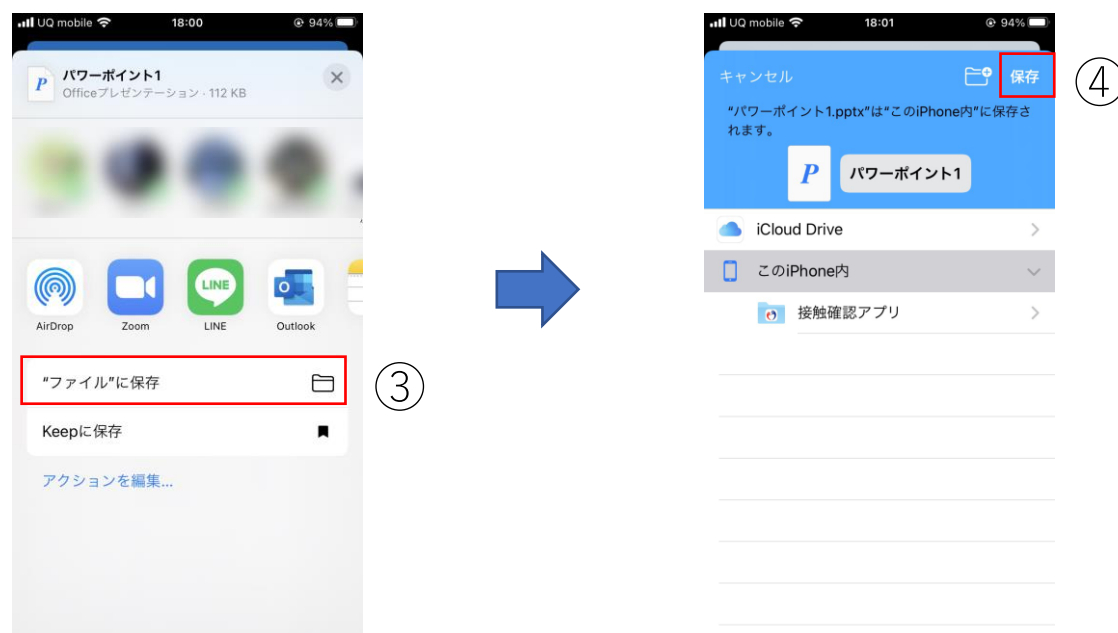 UQ mobile 18:00 94%
P パワーポイント1
Officeプレゼンテーション · 112 KB
LINE
AirDrop Zoom LINE Outlook
“ファイル”に保存
③
Keepに保存
アクションを編集...
UQ mobile 18:01 94%
キャンセル 保存
④
“パワーポイント1.pptx”は“このiPhone内”に保存さ
れます。
P パワーポイント1
iCloud Drive
このiPhone内
接触確認アプリ